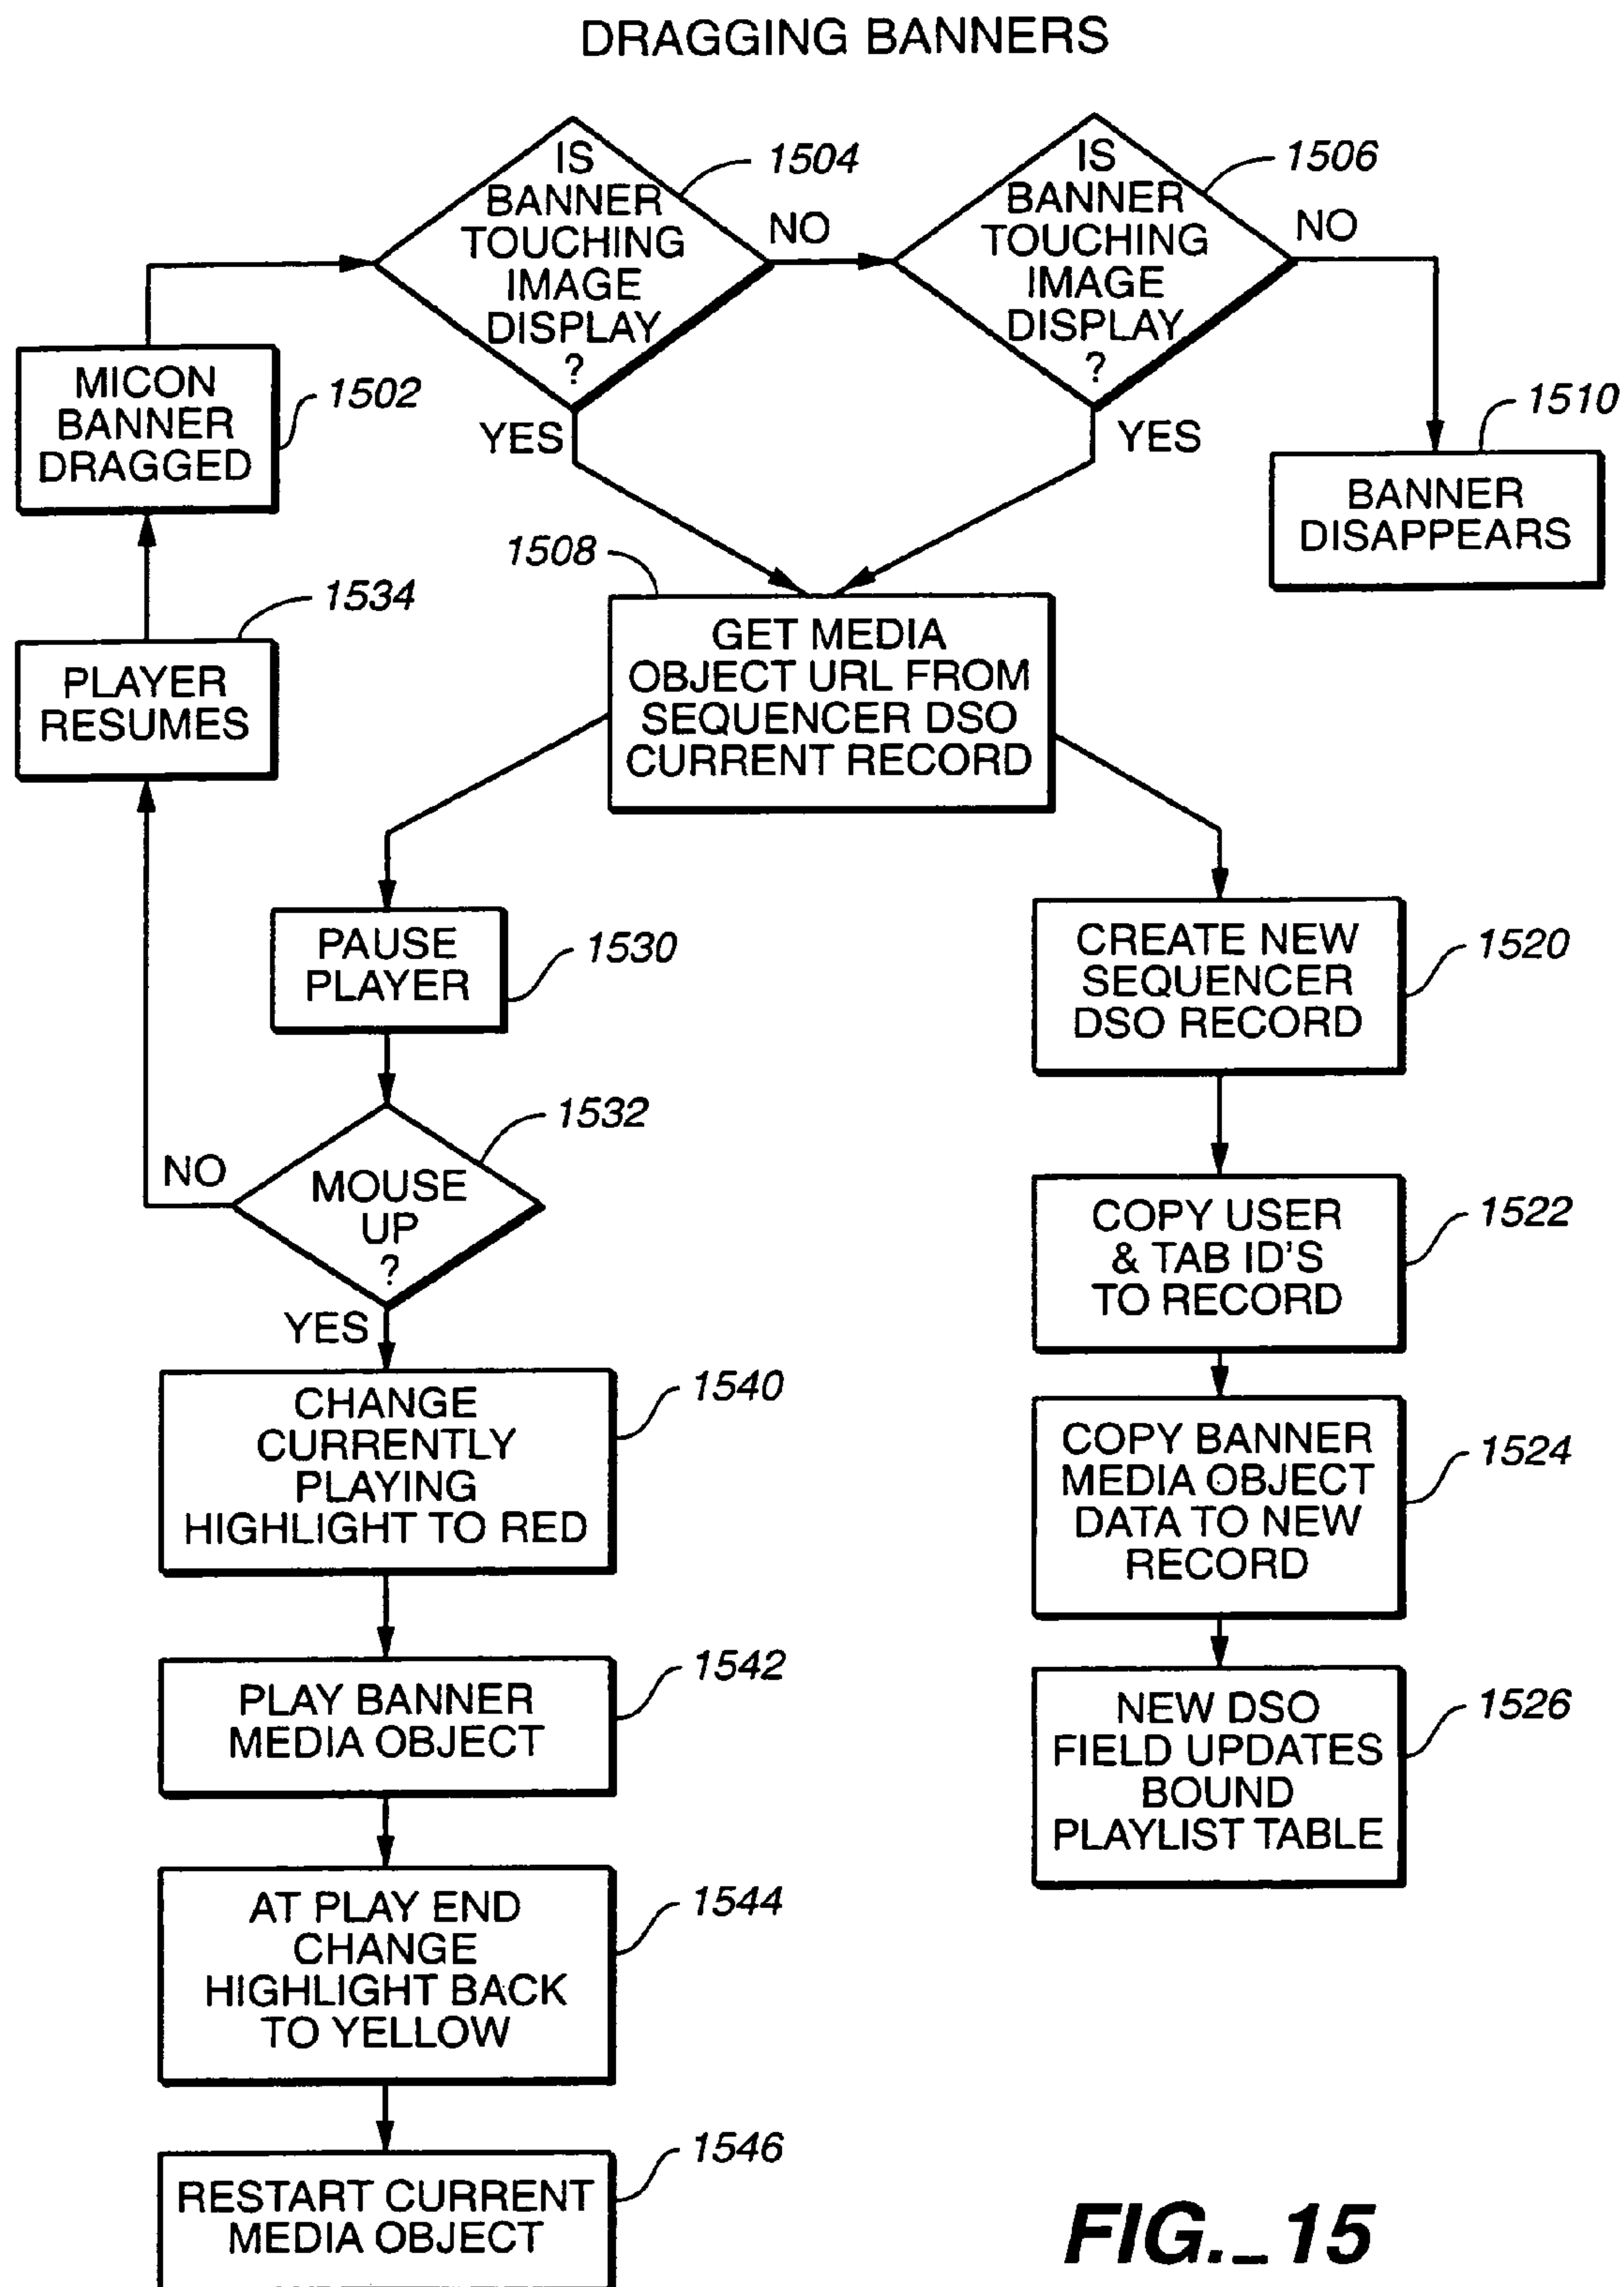 DRAGGING BANNERS
IS
BANNER
TOUCHING
IMAGE
DISPLAY
?
1504
NO
YES
IS
BANNER
TOUCHING
IMAGE
DISPLAY
?
1506
NO
YES
MICON
BANNER
DRAGGED
1502
1510
BANNER
DISAPPEARS
1508
GET MEDIA
OBJECT URL FROM
SEQUENCER DSO
CURRENT RECORD
1534
PLAYER
RESUMES
PAUSE
PLAYER
1530
CREATE NEW
SEQUENCER
DSO RECORD
1520
1532
MOUSE
UP
?
NO
YES
COPY USER
& TAB ID'S
TO RECORD
1522
CHANGE
CURRENTLY
PLAYING
HIGHLIGHT TO RED
1540
COPY BANNER
MEDIA OBJECT
DATA TO NEW
RECORD
1524
PLAY BANNER
MEDIA OBJECT
1542
NEW DSO
FIELD UPDATES
BOUND
PLAYLIST TABLE
1526
AT PLAY END
CHANGE
HIGHLIGHT BACK
TO YELLOW
1544
RESTART CURRENT
MEDIA OBJECT
1546
FIG._15